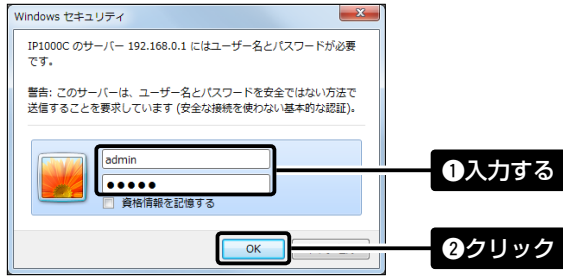 Windows セキュリティ
IP1000C のサーバー 192.168.0.1 にはユーザー名とパスワードが必要
です。
警告: このサーバーは、ユーザー名とパスワードを安全ではない方法で
送信することを要求しています (安全な接続を使わない基本的な認証)。
admin
●●●●●
資格情報を記憶する
❶入力する
OK
❷クリック